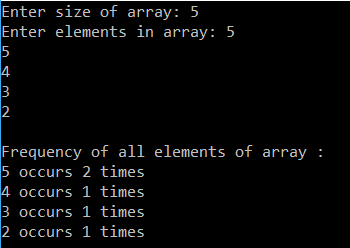 Enter size of array: 5
Enter elements in array: 5
5
4
3
2
Frequency of all elements of array :
5 occurs 2 times
4 occurs 1 times
3 occurs 1 times
2 occurs 1 times